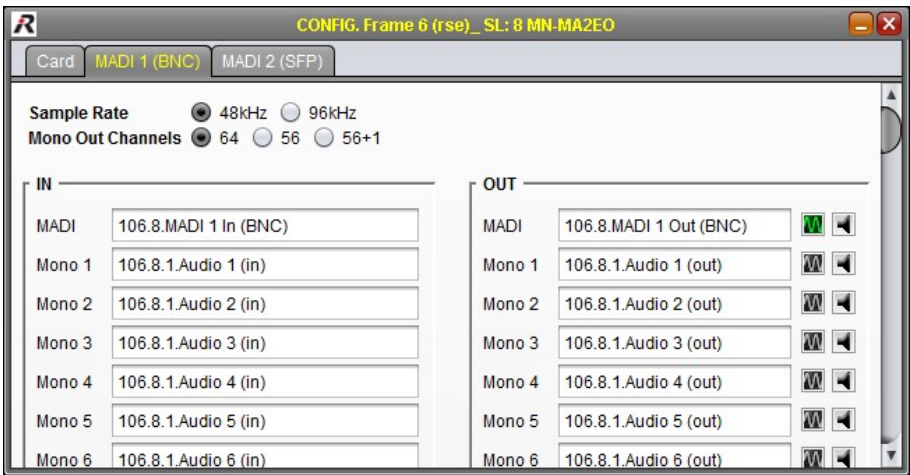 R
CONFIG. Frame 6 (rse)_ SL: 8 MN-MA2EO
Card MADI 1 (BNC) MADI 2 (SFP)
Sample Rate 48kHz 96kHz
Mono Out Channels 64 56 56+1
IN OUT
MADI 106.8.MADI 1 In (BNC) MADI 106.8.MADI 1 Out (BNC)
Mono 1 106.8.1.Audio 1 (in) Mono 1 106.8.1.Audio 1 (out)
Mono 2 106.8.1.Audio 2 (in) Mono 2 106.8.1.Audio 2 (out)
Mono 3 106.8.1.Audio 3 (in) Mono 3 106.8.1.Audio 3 (out)
Mono 4 106.8.1.Audio 4 (in) Mono 4 106.8.1.Audio 4 (out)
Mono 5 106.8.1.Audio 5 (in) Mono 5 106.8.1.Audio 5 (out)
Mono 6 106.8.1.Audio 6 (in) Mono 6 106.8.1.Audio 6 (out)